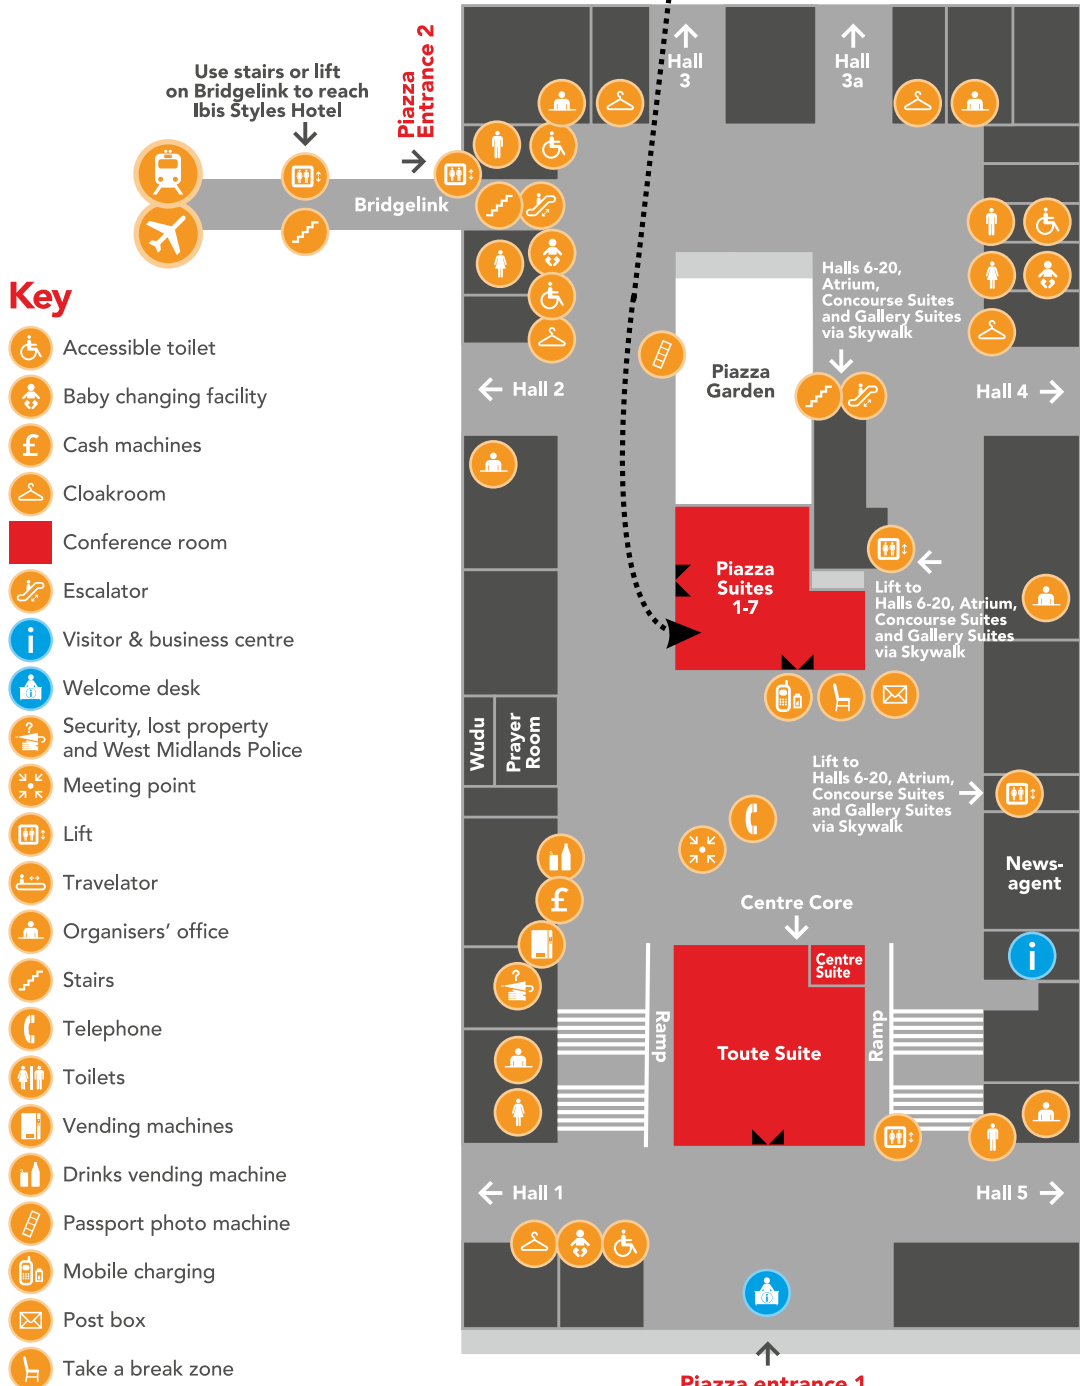 Use stairs or lift
on Bridgelink to reach
Ibis Styles Hotel
Piazza
Entrance 2
Hall
3
Hall
3a
Bridgelink
Key
Accessible toilet
Baby changing facility
£
Cash machines
Cloakroom
Conference room
Escalator
i
Visitor & business centre
i
Welcome desk
?
Security, lost property
and West Midlands Police
Meeting point
Lift
Travelator
Organisers' office
Stairs
Telephone
Toilets
Vending machines
Drinks vending machine
Passport photo machine
Mobile charging
Post box
Take a break zone
Halls 6-20,
Atrium,
Concourse Suites
and Gallery Suites
via Skywalk
Piazza
Garden
Hall 2
Hall 4
Piazza
Suites
1-7
Lift to
Halls 6-20, Atrium,
Concourse Suites
and Gallery Suites
via Skywalk
Wudu
Prayer
Room
Lift to
Halls 6-20, Atrium,
Concourse Suites
and Gallery Suites
via Skywalk
News-
agent
£
Centre Core
Centre
Suite
i
?
Ramp
Toute Suite
Ramp
Hall 1
Hall 5
i
Piazza entrance 1